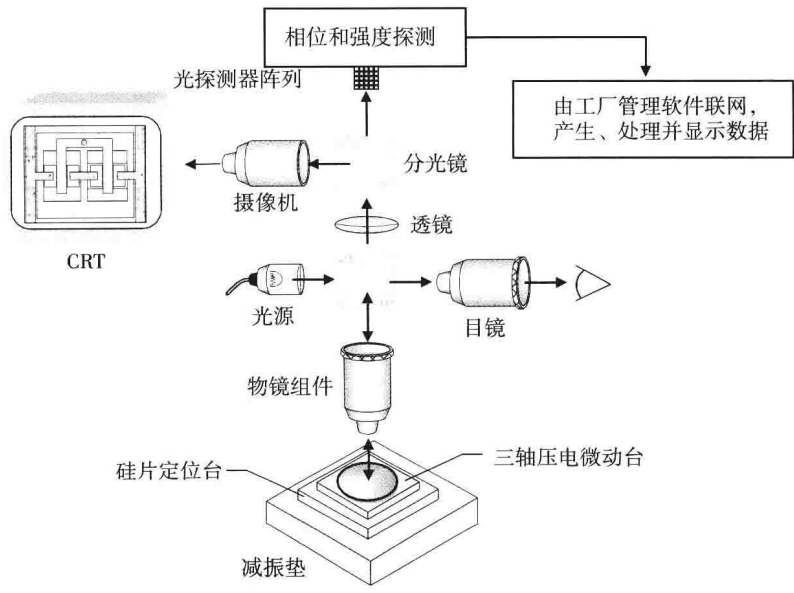 相位和强度探测
光探测器阵列
由工厂管理软件联网，
产生、处理并显示数据
分光镜
摄像机
透镜
CRT
光源
目镜
物镜组件
硅片定位台
三轴压电微动台
减振垫